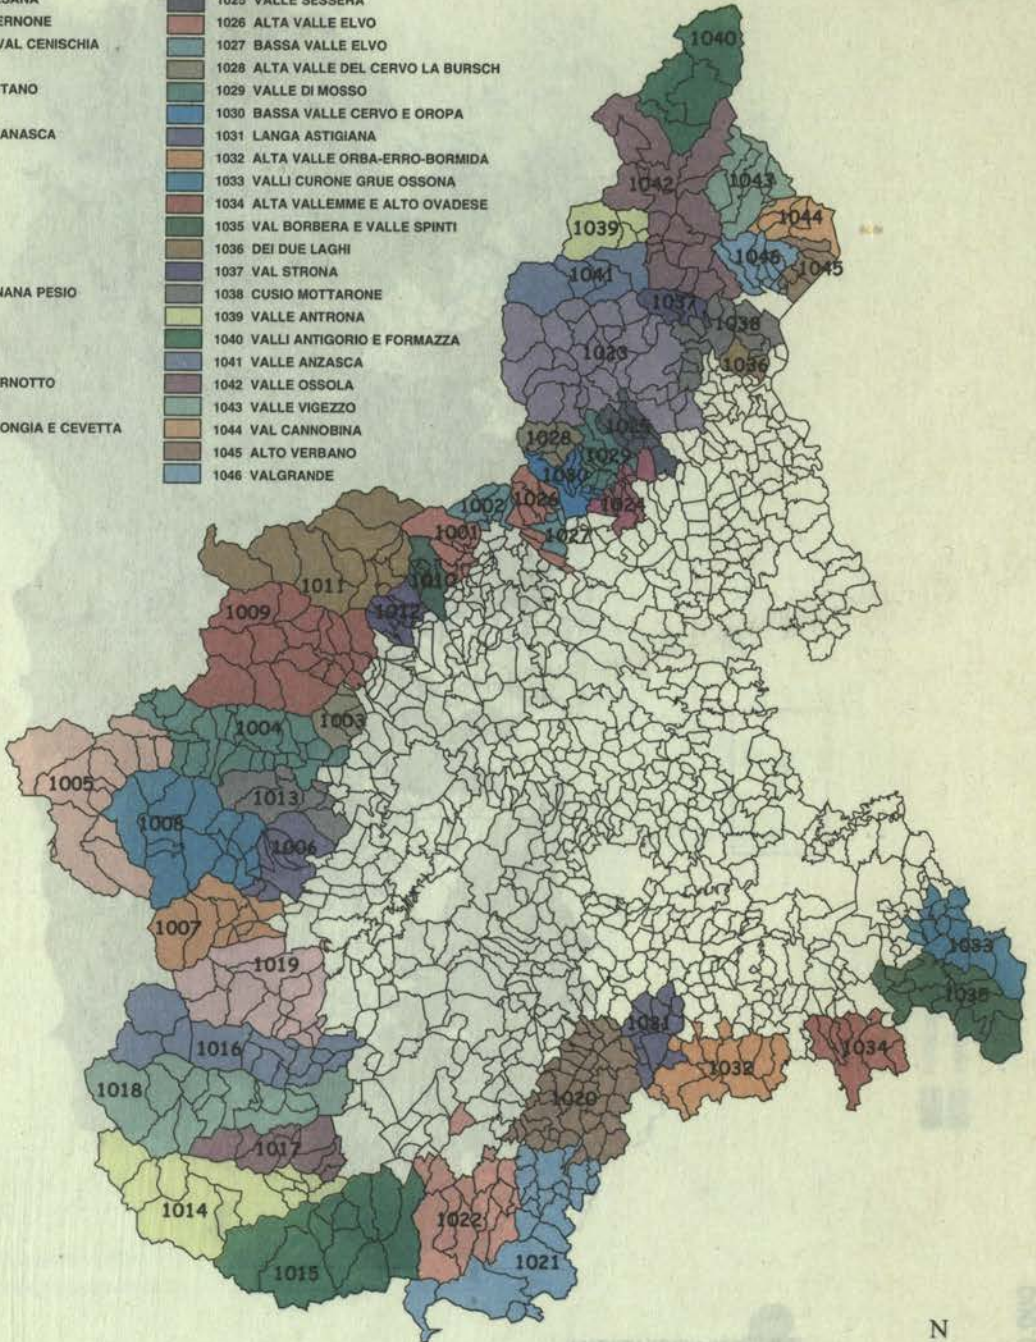 ERNONE
1025 VALLE SESSERA
1026 ALTA VALLE ELVO
VAL CENISCHIA
1027 BASSA VALLE ELVO
1028 ALTA VALLE DEL CERVO LA BURSCH
TANO
1029 VALLE DI MOSSO
1030 BASSA VALLE CERVO E OROPA
ANASCA
1031 LANGA ASTIGIANA
1032 ALTA VALLE ORBA-ERRO-BORMIDA
1033 VALLI CURONE GRUE OSSONA
1034 ALTA VALLEMME E ALTO OVADESE
1035 VAL BORBERA E VALLE SPINTI
1036 DEI DUE LAGHI
1037 VAL STRONA
NANA PESIO
1038 CUSIO MOTTARONE
1039 VALLE ANTRONA
1040 VALLI ANTIGORIO E FORMAZZA
1041 VALLE ANZASCA
RNOTTO
1042 VALLE OSSOLA
1043 VALLE VIGEZZO
ONGIA E CEVETTA
1044 VAL CANNOBINA
1045 ALTO VERBANO
1046 VALGRANDE
1040
1042
1043
1044
1039
1046
1045
1041
1037
1038
1023
1036
1025
1028
1029
1030
1026
1024
1002
1001
1027
1010
1011
1012
1009
1003
1004
1005
1013
1008
1006
1007
1019
1033
1035
1031
1016
1034
1032
1018
1020
1017
1014
1022
1021
1015
N